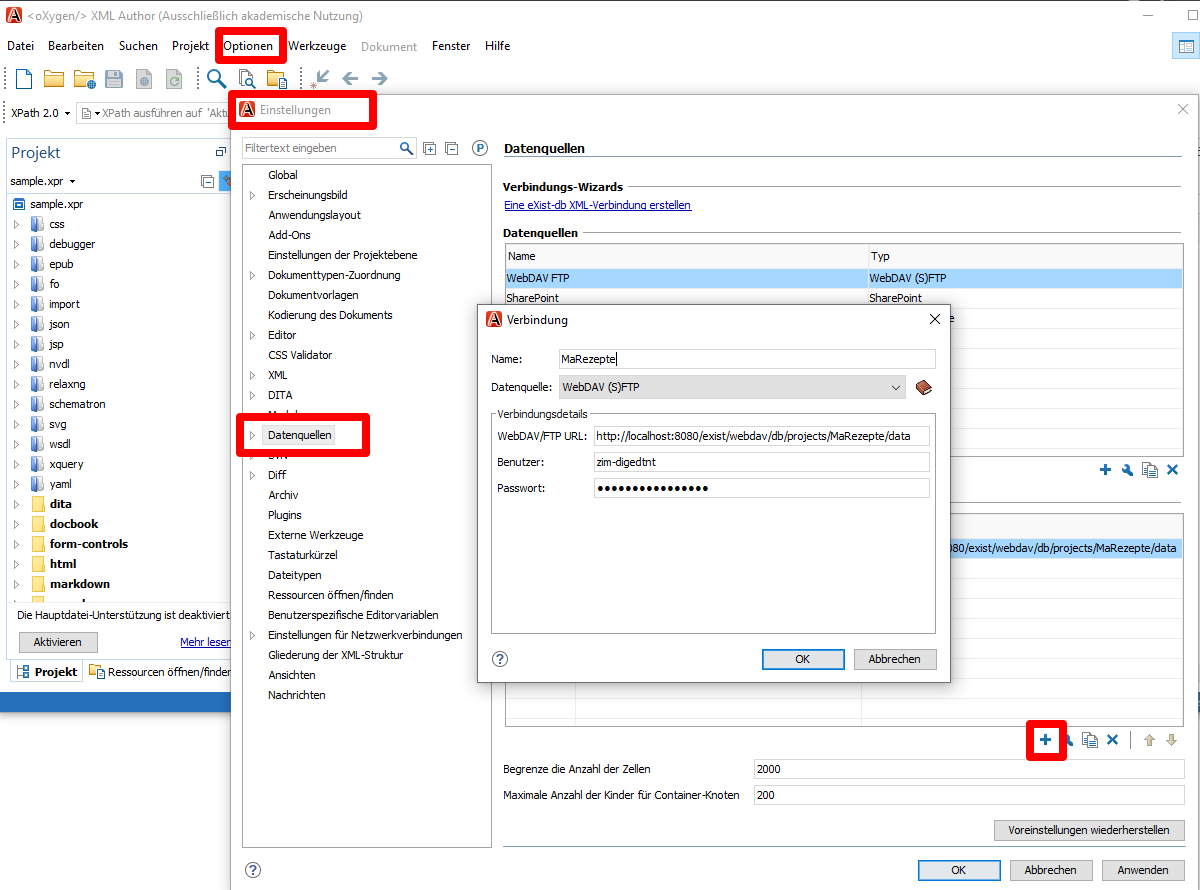 <oXygen/> XML Author (Ausschließlich akademische Nutzung)
Datei Bearbeiten Suchen Projekt Optionen Werkzeuge Dokument Fenster Hilfe
XPath 2.0 XPath ausführen auf 'Aktu
Projekt
sample.xpr
sample.xpr
css
debugger
epub
fo
import
json
jsp
nvdl
relaxng
schematron
svg
wsdl
xquery
yaml
dita
docbook
form-controls
html
markdown
Die Hauptdatei-Unterstützung ist deaktiviert
Aktivieren Mehr lesen
Projekt Ressourcen öffnen/finden
Einstellungen
Filtertext eingeben
Global
Erscheinungsbild
Anwendungslayout
Add-Ons
Einstellungen der Projektebene
Dokumenttypen-Zuordnung
Dokumentvorlagen
Kodierung des Dokuments
Editor
CSS Validator
XML
DITA
Datenquellen
Diff
Archiv
Plugins
Externe Werkzeuge
Tastaturkürzel
Dateitypen
Ressourcen öffnen/finden
Benutzerspezifische Editorvariablen
Einstellungen für Netzwerkverbindungen
Gliederung der XML-Struktur
Ansichten
Nachrichten
Datenquellen
Verbindungs-Wizards
Eine eXist-db XML-Verbindung erstellen
Datenquellen
Name Typ
WebDAV FTP WebDAV (S)FTP
SharePoint SharePoint
Verbindung
Name: MaRezepte
Datenquelle: WebDAV (S)FTP
Verbindungsdetails
WebDAV/FTP URL: http://localhost:8080/exist/webdav/db/projects/MaRezepte/data
Benutzer: zim-digedtnt
Passwort: ●●●●●●●●●●●●●●●●
OK Abbrechen
080/exist/webdav/db/projects/MaRezepte/data
Begrenze die Anzahl der Zellen 2000
Maximale Anzahl der Kinder für Container-Knoten 200
Voreinstellungen wiederherstellen
OK Abbrechen Anwenden